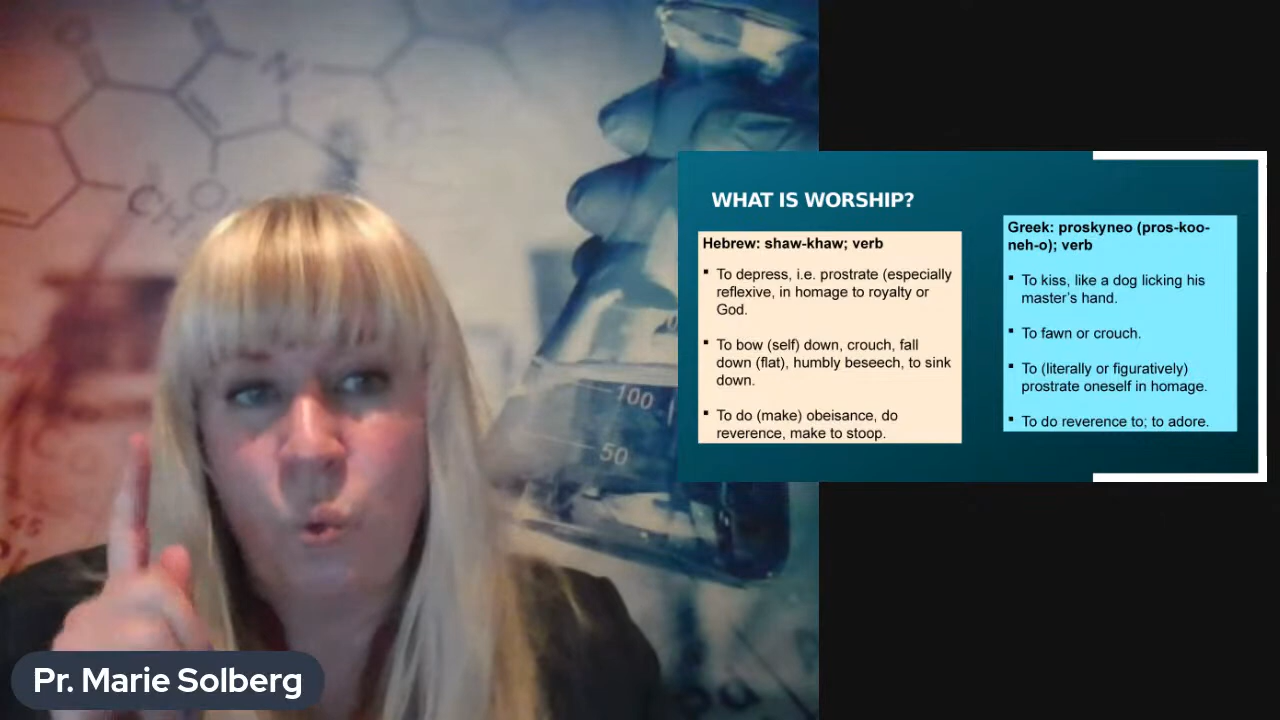 WHAT IS WORSHIP?
Hebrew: shaw-khaw; verb
▪ To depress, i.e. prostrate (especially
reflexive, in homage to royalty or
God.
▪ To bow (self) down, crouch, fall
down (flat), humbly beseech, to sink
down.
▪ To do (make) obeisance, do
reverence, make to stoop.
Greek: proskyneo (pros-koo-
neh-o); verb
▪ To kiss, like a dog licking his
master's hand.
▪ To fawn or crouch.
▪ To (literally or figuratively)
prostrate oneself in homage.
▪ To do reverence to; to adore.
N
CH
O
100
50
Pr. Marie Solberg